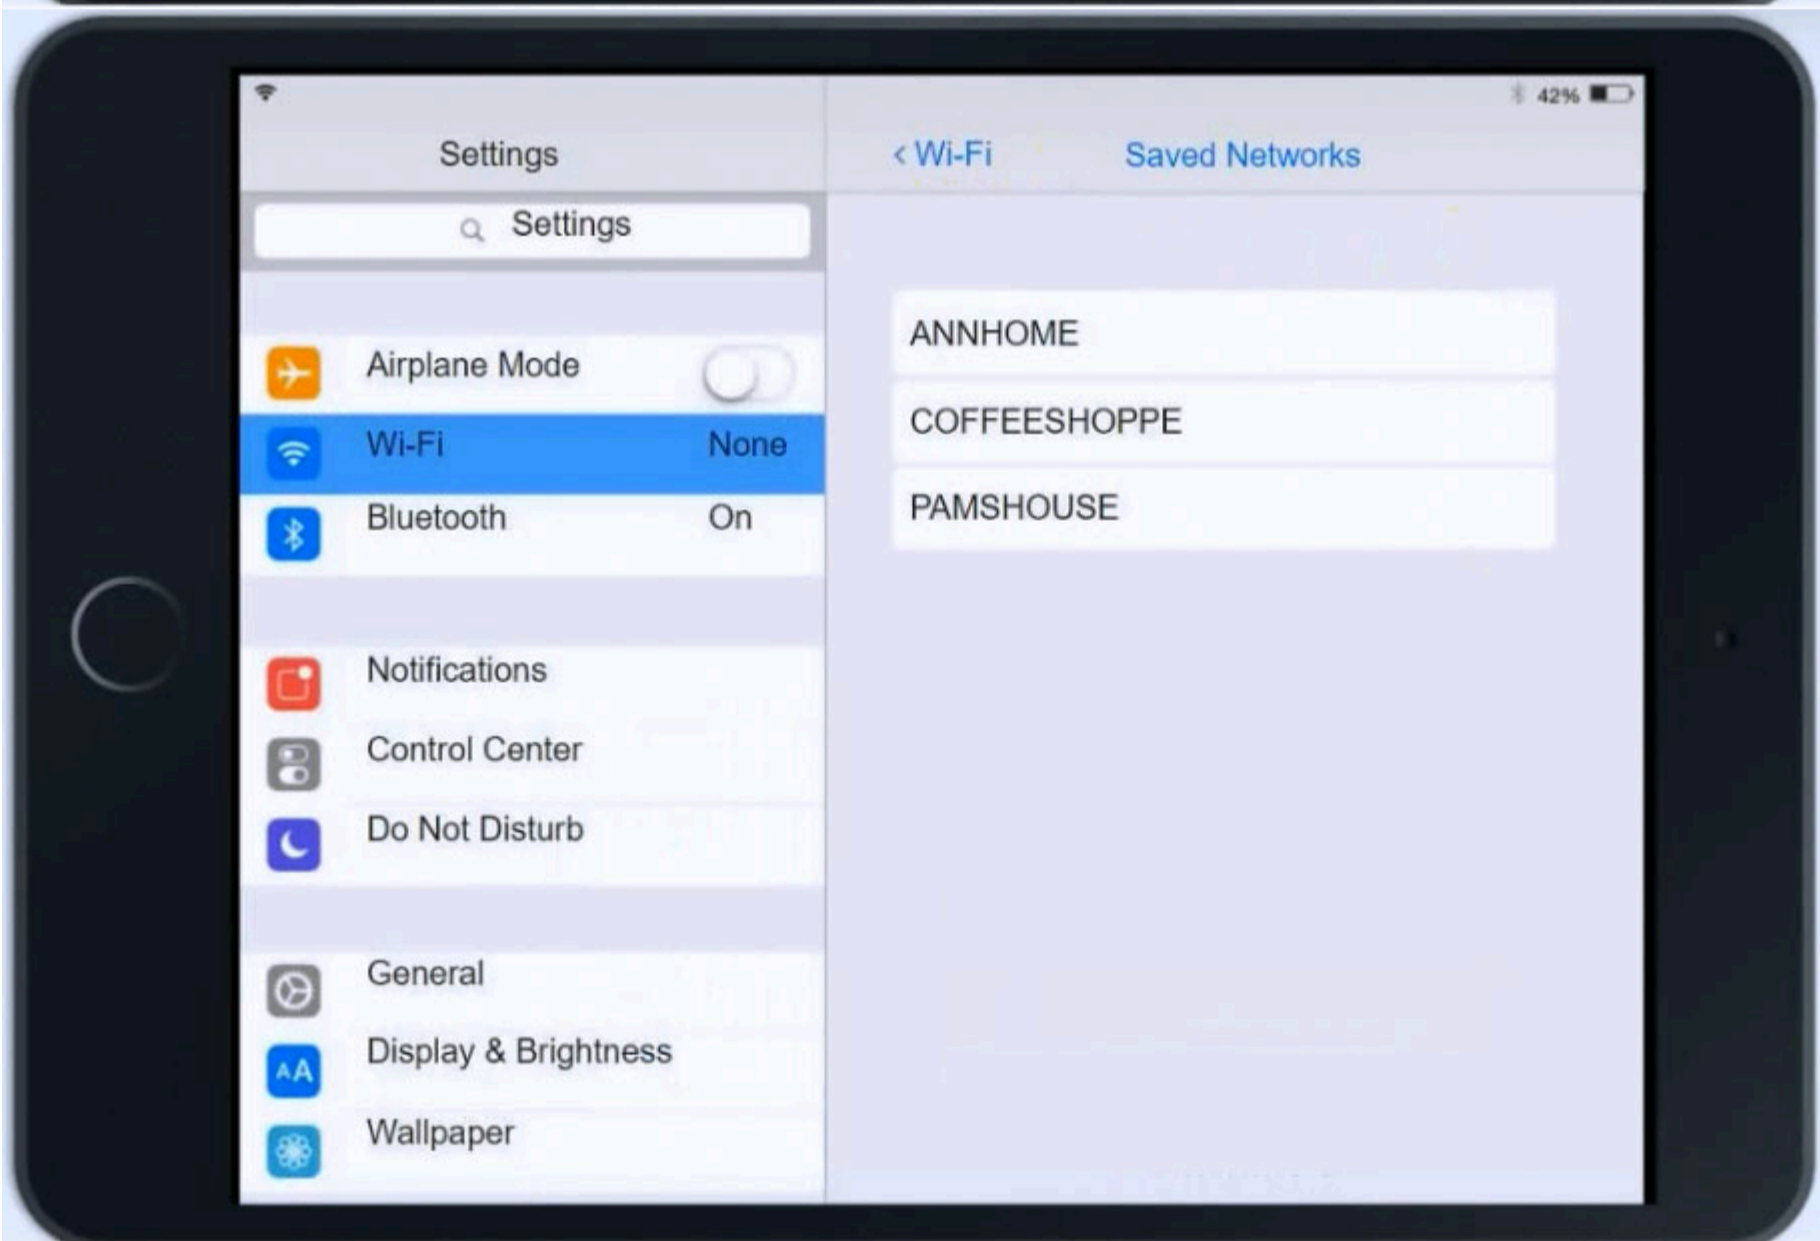 42%
Settings
< Wi-Fi
Saved Networks
Settings
Airplane Mode
Wi-Fi None
Bluetooth On
Notifications
Control Center
Do Not Disturb
General
AA Display & Brightness
Wallpaper
ANNHOME
COFFEESHOPPE
PAMSHOUSE